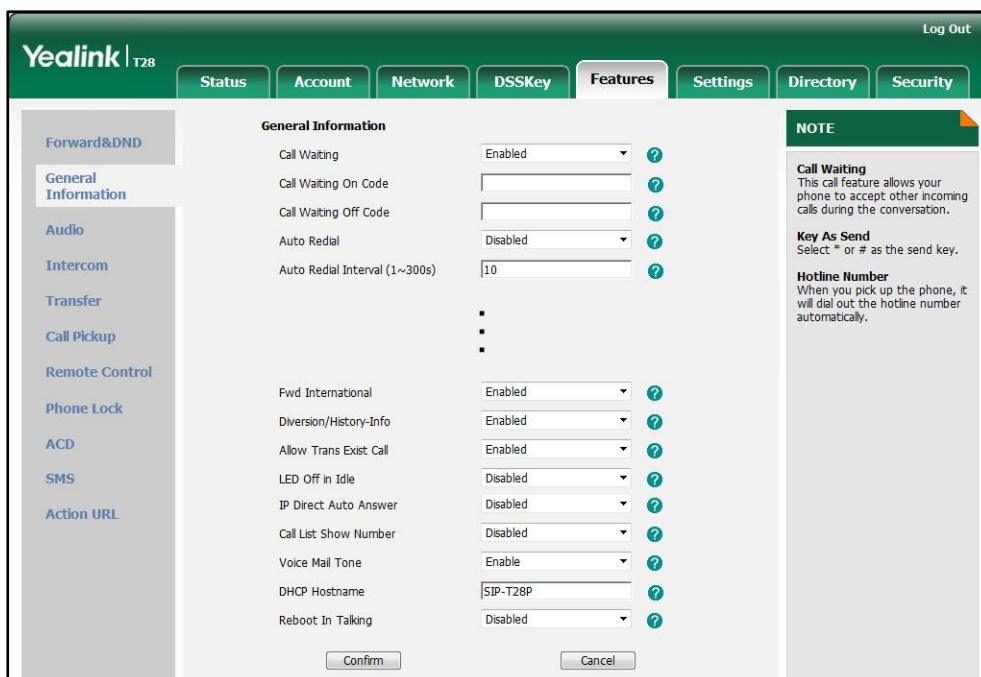 Log Out
Yealink T28
Status Account Network DSSKey Features Settings Directory Security
Forward&DND
General
Information
Audio
Intercom
Transfer
Call Pickup
Remote Control
Phone Lock
ACD
SMS
Action URL
General Information
Call Waiting Enabled ?
Call Waiting On Code ?
Call Waiting Off Code ?
Auto Redial Disabled ?
Auto Redial Interval (1~300s) 10 ?
Fwd International Enabled ?
Diversion/History-Info Enabled ?
Allow Trans Exist Call Enabled ?
LED Off in Idle Disabled ?
IP Direct Auto Answer Disabled ?
Call List Show Number Disabled ?
Voice Mail Tone Enable ?
DHCP Hostname SIP-T28P ?
Reboot In Talking Disabled ?
Confirm Cancel
NOTE
Call Waiting
This call feature allows your
phone to accept other incoming
calls during the conversation.
Key As Send
Select * or # as the send key.
Hotline Number
When you pick up the phone, it
will dial out the hotline number
automatically.